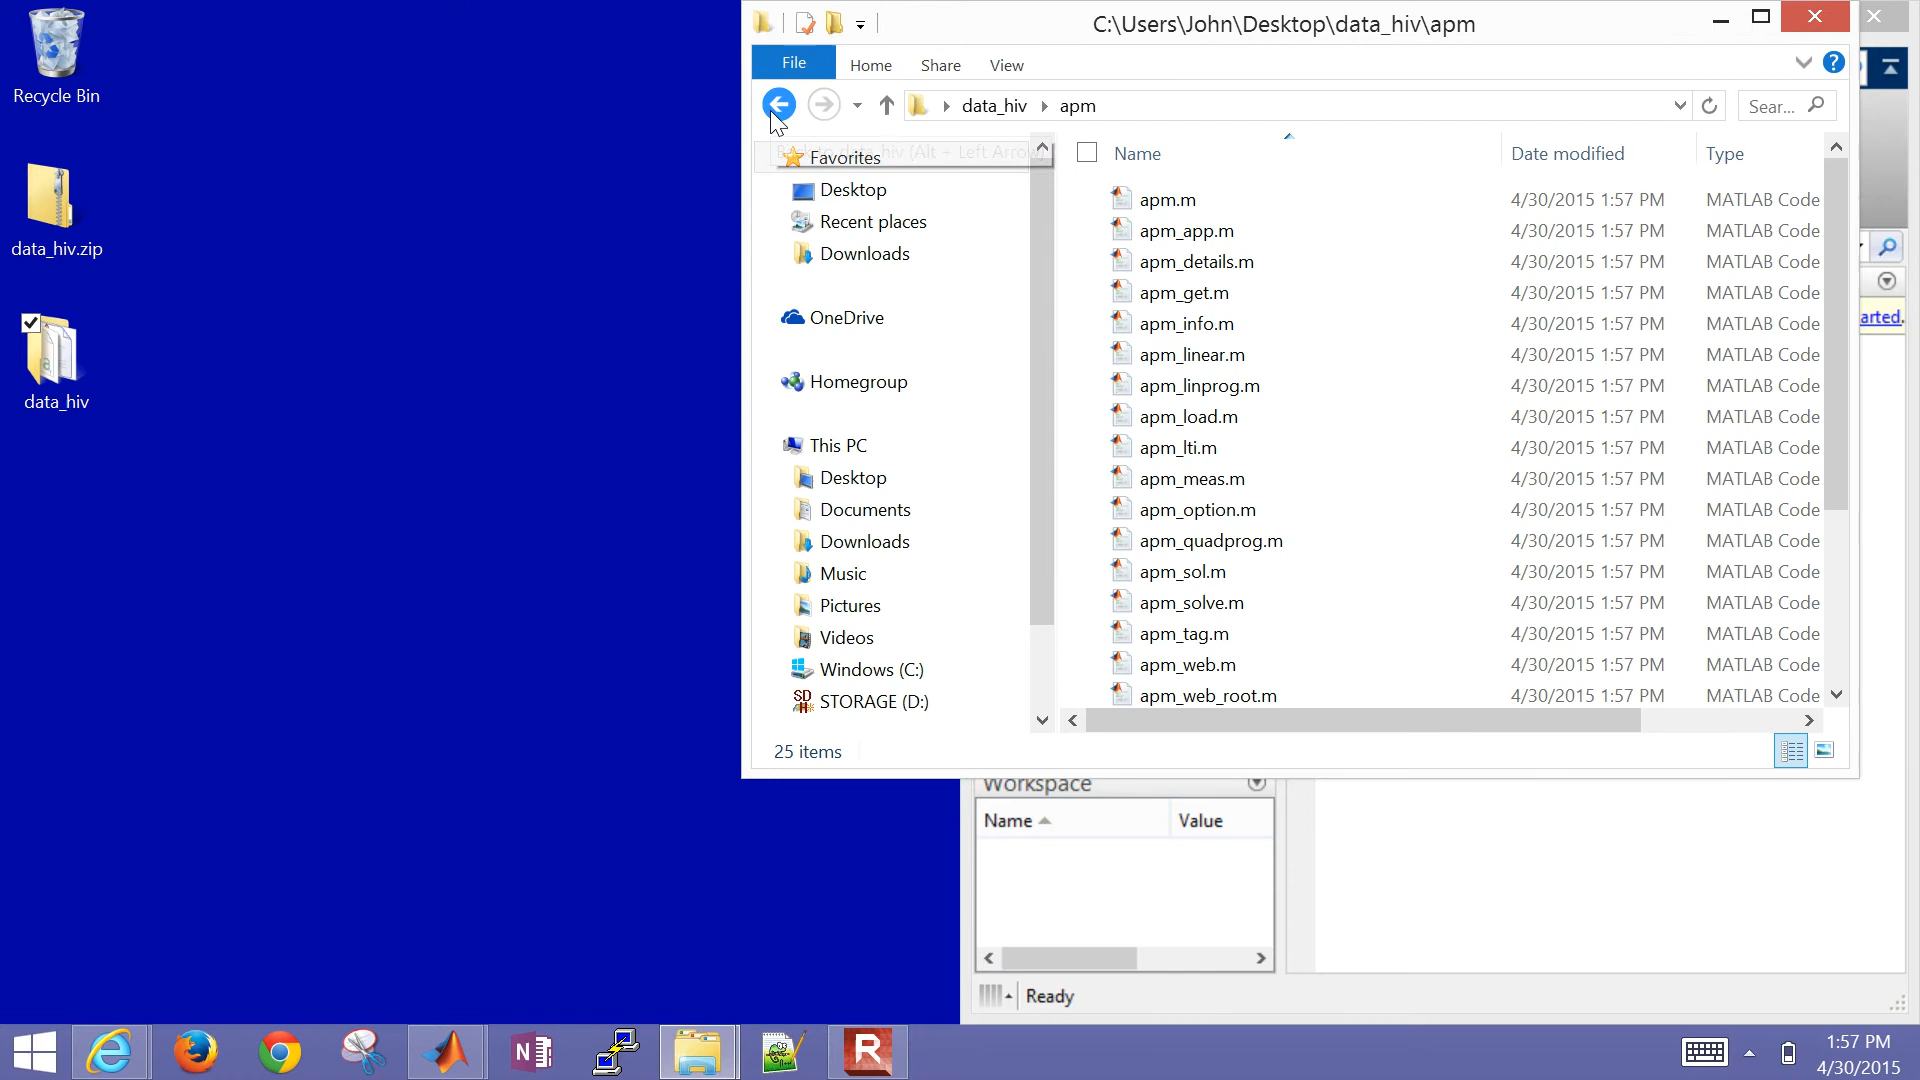 Recycle Bin
data_hiv.zip
data_hiv
C:\Users\John\Desktop\data_hiv\apm
File Home Share View
data_hiv apm
Sear...
Back to data_hiv (Alt + Left Arrow)
Favorites
Desktop
Recent places
Downloads
OneDrive
Homegroup
This PC
Desktop
Documents
Downloads
Music
Pictures
Videos
Windows (C:)
STORAGE (D:)
Name Date modified Type
apm.m 4/30/2015 1:57 PM MATLAB Code
apm_app.m 4/30/2015 1:57 PM MATLAB Code
apm_details.m 4/30/2015 1:57 PM MATLAB Code
apm_get.m 4/30/2015 1:57 PM MATLAB Code
apm_info.m 4/30/2015 1:57 PM MATLAB Code
apm_linear.m 4/30/2015 1:57 PM MATLAB Code
apm_linprog.m 4/30/2015 1:57 PM MATLAB Code
apm_load.m 4/30/2015 1:57 PM MATLAB Code
apm_lti.m 4/30/2015 1:57 PM MATLAB Code
apm_meas.m 4/30/2015 1:57 PM MATLAB Code
apm_option.m 4/30/2015 1:57 PM MATLAB Code
apm_quadprog.m 4/30/2015 1:57 PM MATLAB Code
apm_sol.m 4/30/2015 1:57 PM MATLAB Code
apm_solve.m 4/30/2015 1:57 PM MATLAB Code
apm_tag.m 4/30/2015 1:57 PM MATLAB Code
apm_web.m 4/30/2015 1:57 PM MATLAB Code
apm_web_root.m 4/30/2015 1:57 PM MATLAB Code
25 items
arted.
Workspace
Name Value
Ready
1:57 PM
4/30/2015